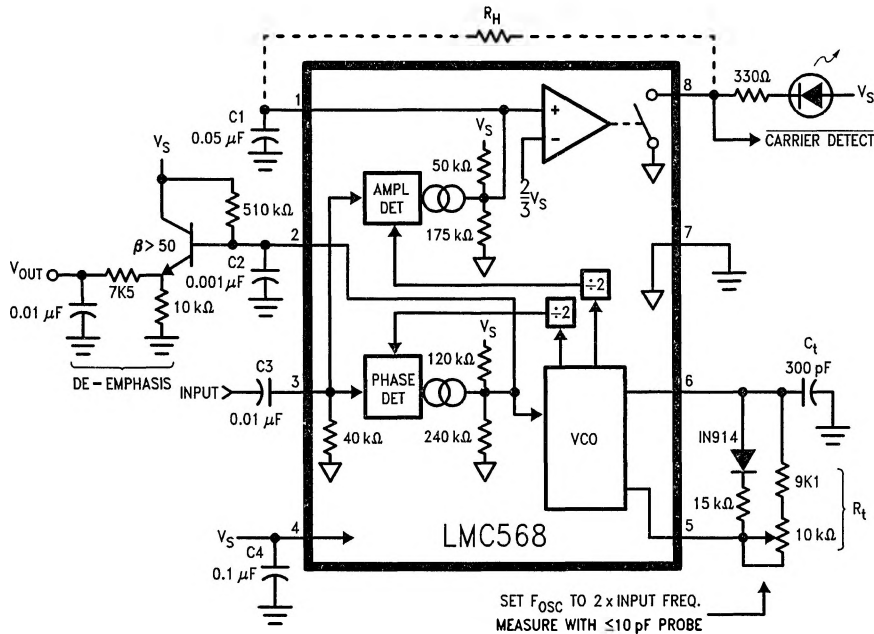 R_H
1
8
330Ω
V_S
C1
0.05 μF
V_S
CARRIER DETECT
V_S
50 kΩ
+
−
AMPL
DET
2/3 V_S
510 kΩ
175 kΩ
β > 50
2
7
V_OUT
C2
0.001 μF
7K5
÷2
0.01 μF
10 kΩ
÷2
V_S
DE-EMPHASIS
120 kΩ
C_t
300 pF
C3
3
6
INPUT
PHASE
DET
0.01 μF
VCO
IN914
40 kΩ
240 kΩ
9K1
15 kΩ
R_t
V_S
4
LMC568
5
10 kΩ
C4
0.1 μF
SET F_OSC TO 2 x INPUT FREQ.
MEASURE WITH ≤10 pF PROBE